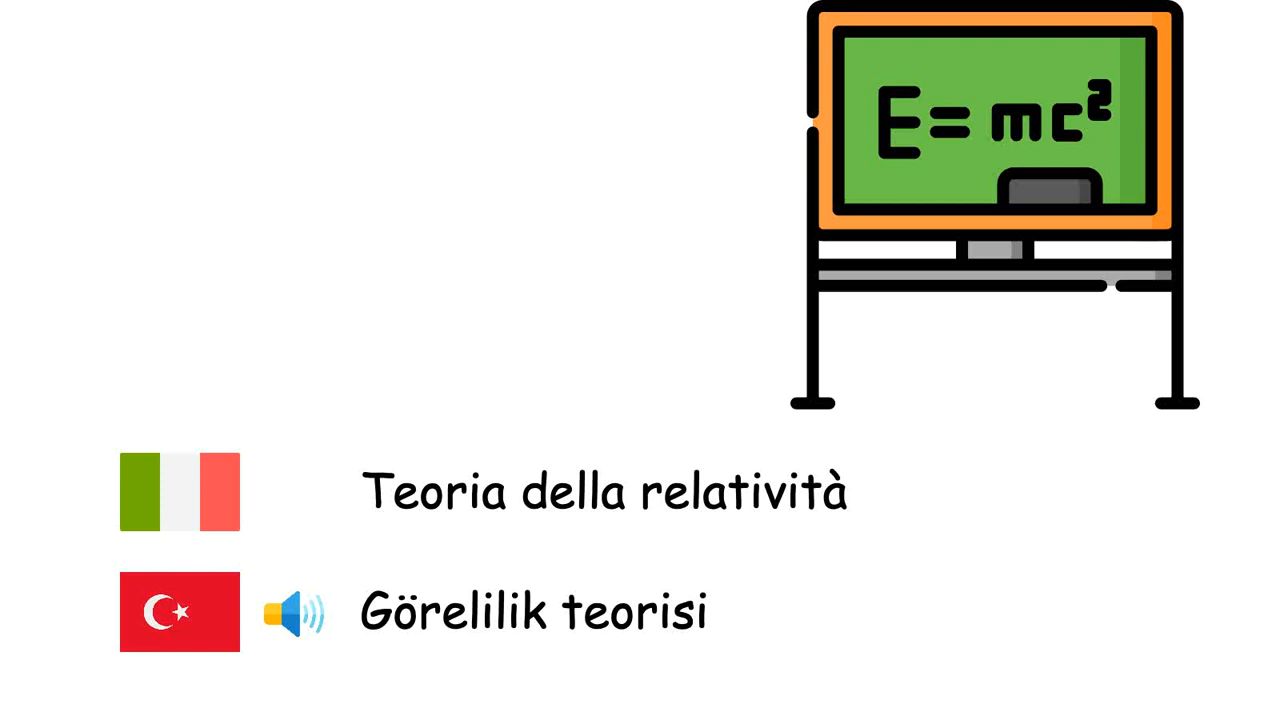 E = mc²
Teoria della relatività
Görelilik teorisi